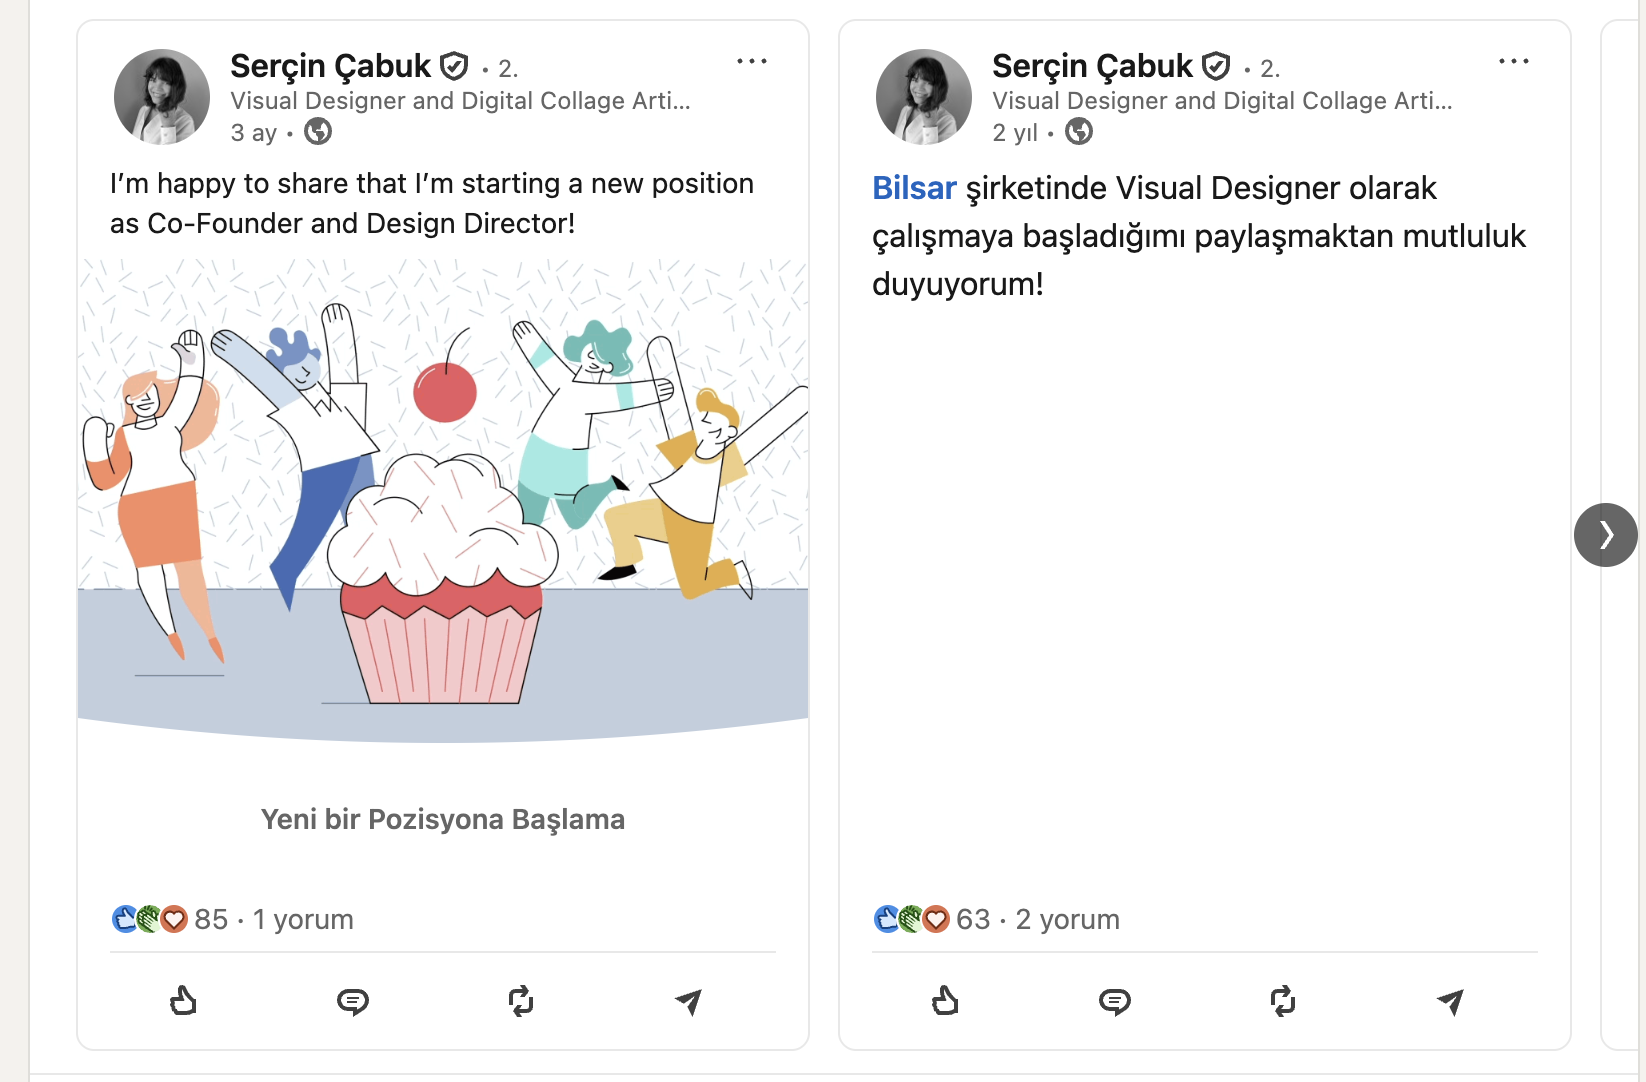 Serçin Çabuk · 2.
Visual Designer and Digital Collage Arti...
3 ay ·
I'm happy to share that I'm starting a new position
as Co-Founder and Design Director!
Yeni bir Pozisyona Başlama
85 · 1 yorum
Serçin Çabuk · 2.
Visual Designer and Digital Collage Arti...
2 yıl ·
Bilsar şirketinde Visual Designer olarak
çalışmaya başladığımı paylaşmaktan mutluluk
duyuyorum!
63 · 2 yorum